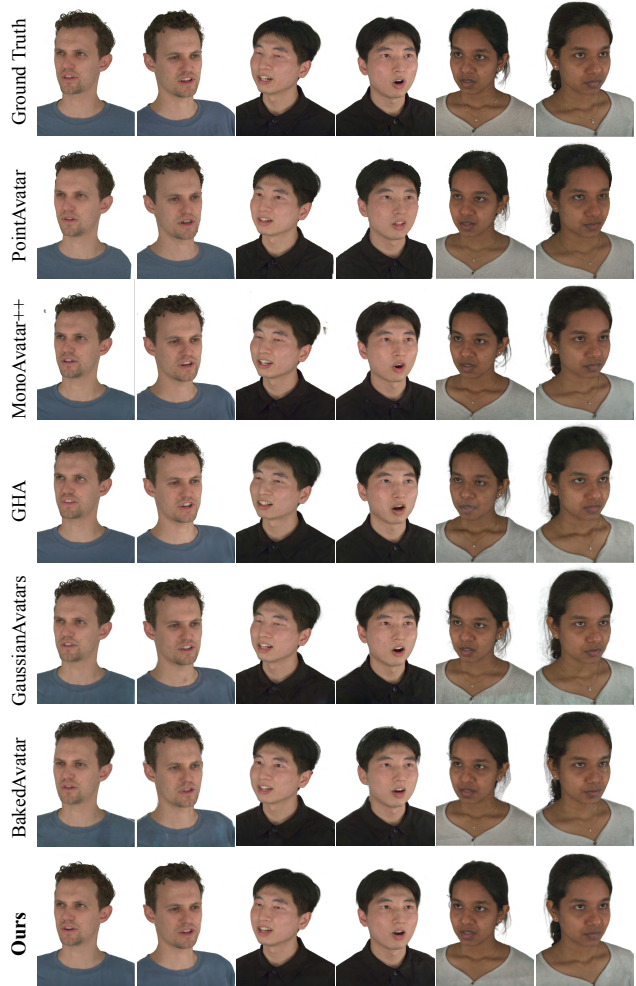 Ground Truth
PointAvatar
MonoAvatar++
GHA
GaussianAvatars
BakedAvatar
Ours